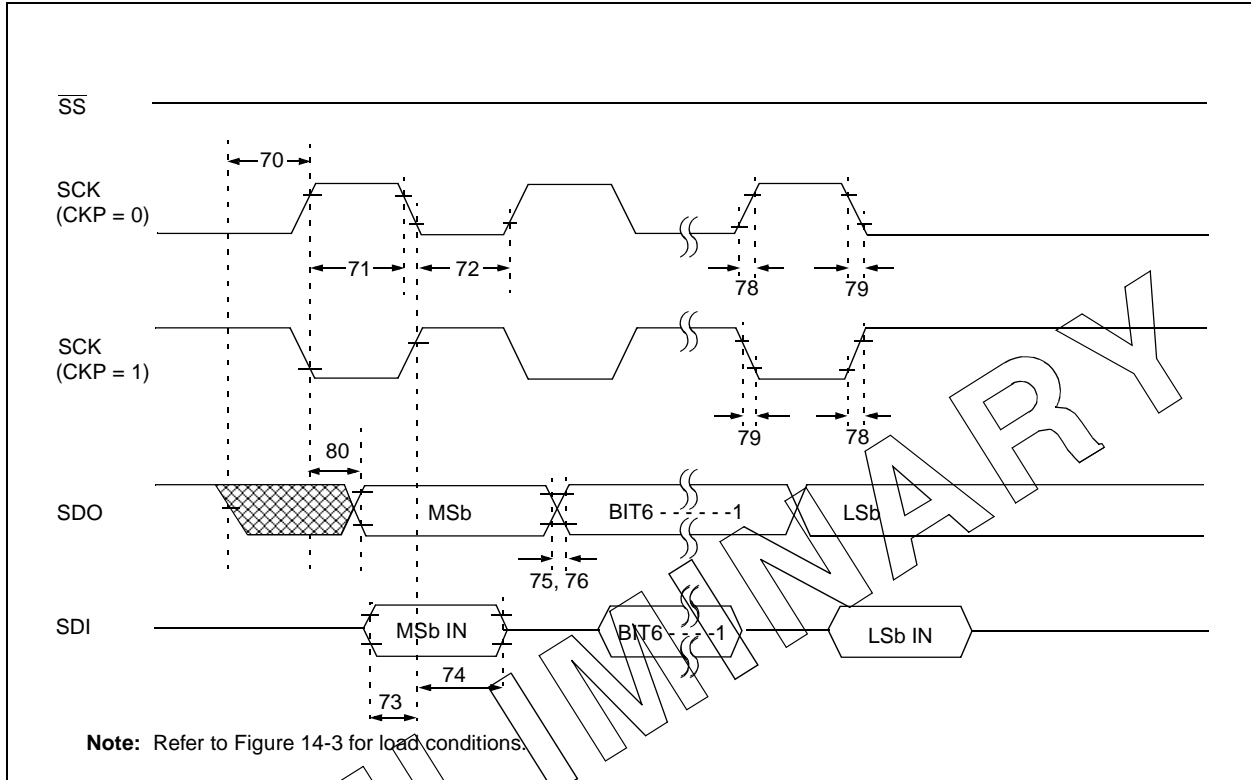 SS
70
SCK
(CKP = 0)
71
72
78
79
SCK
(CKP = 1)
79
78
80
SDO
MSb
BIT6 - - - - - -1
LSb
75, 76
SDI
MSb IN
BIT6 - - - - -1
LSb IN
74
73
Note: Refer to Figure 14-3 for load conditions.
LIMINARY